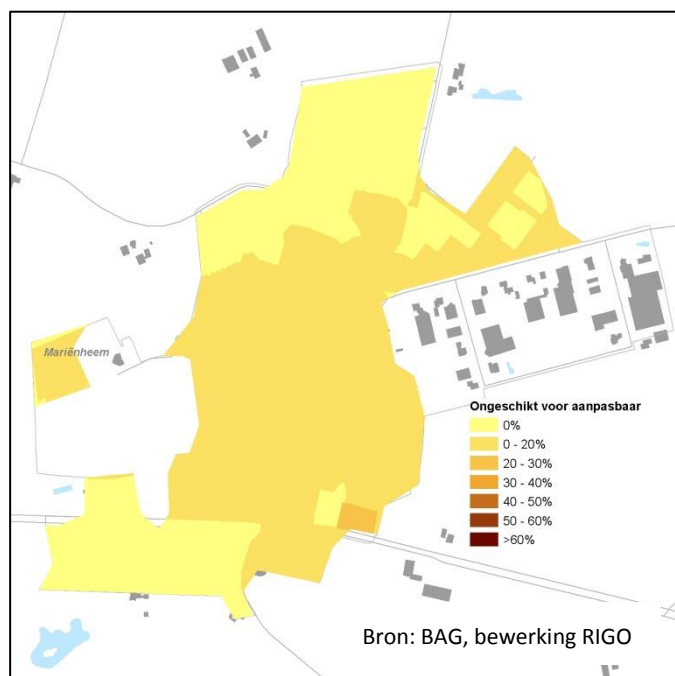 Mariënheem
Ongeschikt voor aanpasbaar
0%
0 - 20%
20 - 30%
30 - 40%
40 - 50%
50 - 60%
>60%
Bron: BAG, bewerking RIGO